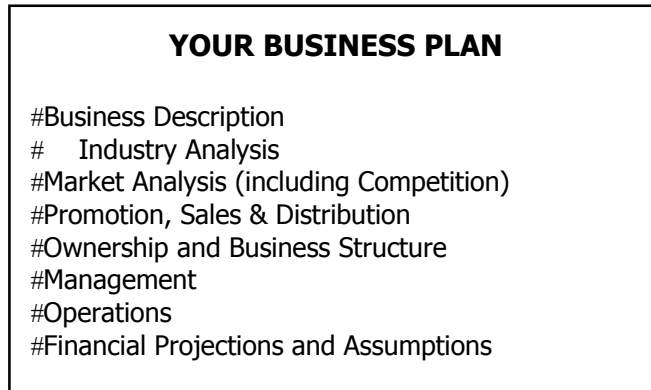 YOUR BUSINESS PLAN
#Business Description
#    Industry Analysis
#Market Analysis (including Competition)
#Promotion, Sales & Distribution
#Ownership and Business Structure
#Management
#Operations
#Financial Projections and Assumptions